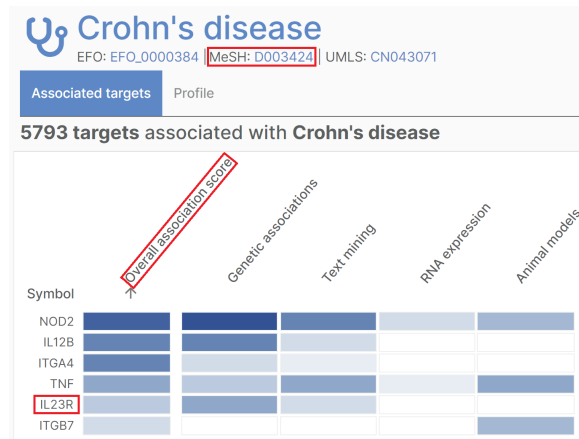 Crohn's disease
EFO: EFO_0000384 | MeSH: D003424 | UMLS: CN043071
Associated targets Profile
5793 targets associated with Crohn's disease
Symbol Overall association score Genetic associations Text mining RNA expression Animal models
NOD2
IL12B
ITGA4
TNF
IL23R
ITGB7